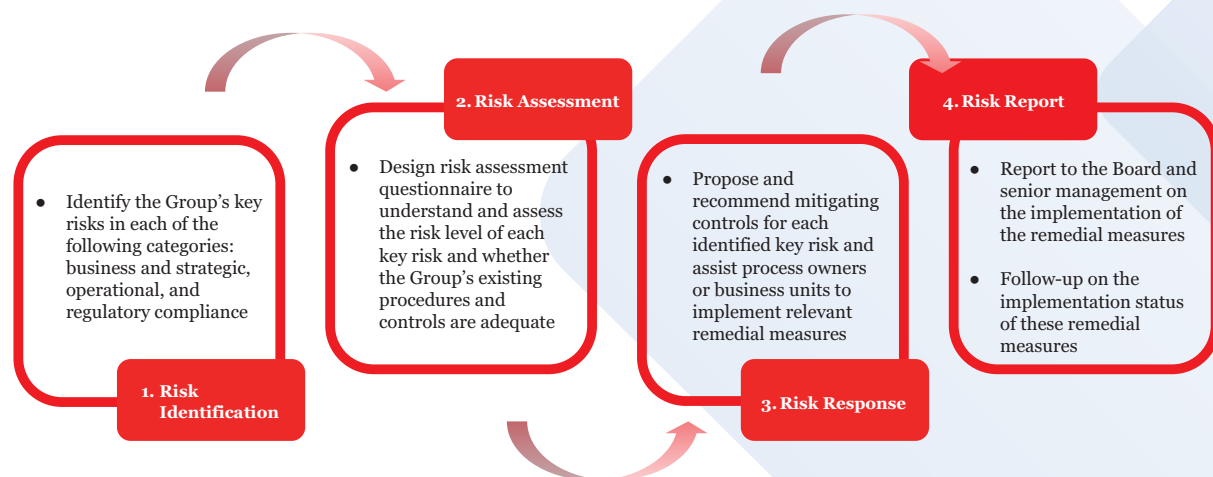 ● Identify the Group’s key
risks in each of the
following categories:
business and strategic,
operational, and
regulatory compliance
1. Risk
Identification
2. Risk Assessment
● Design risk assessment
questionnaire to
understand and assess
the risk level of each
key risk and whether
the Group’s existing
procedures and
controls are adequate
● Propose and
recommend mitigating
controls for each
identified key risk and
assist process owners
or business units to
implement relevant
remedial measures
3. Risk Response
4. Risk Report
● Report to the Board and
senior management on
the implementation of
the remedial measures
● Follow-up on the
implementation status
of these remedial
measures